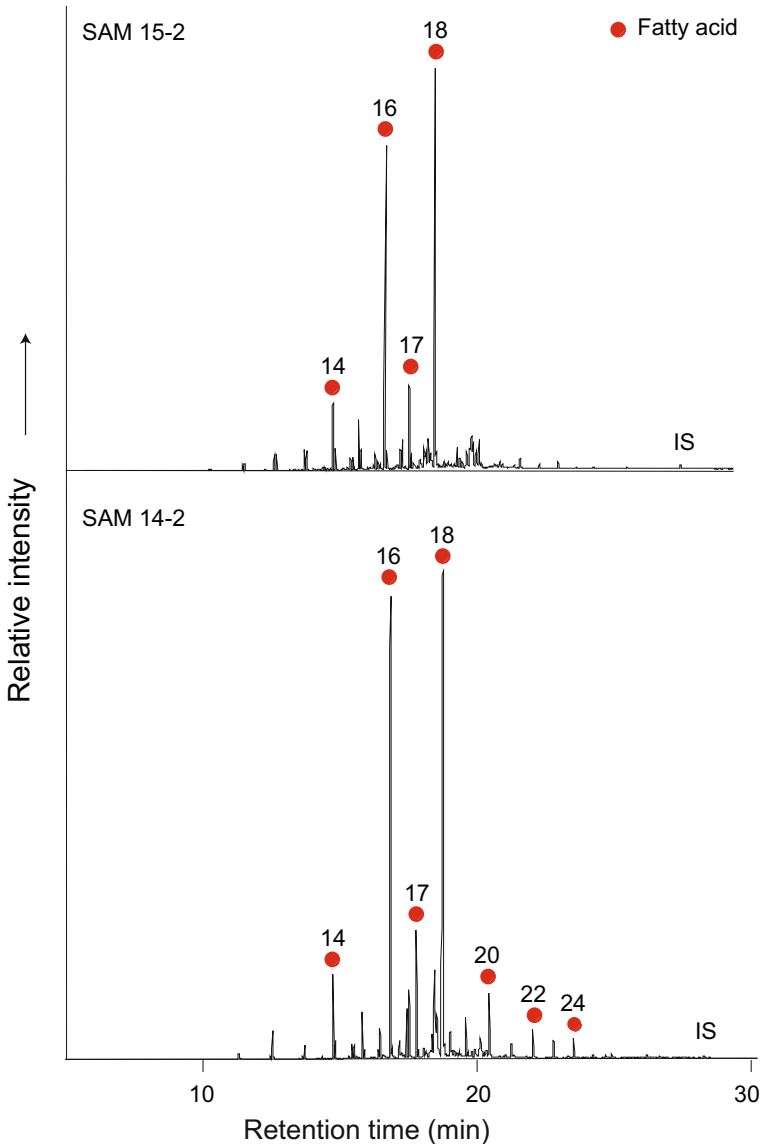 SAM 15-2
Fatty acid
18
16
17
14
IS
SAM 14-2
18
16
17
14
20
22
24
IS
Relative intensity
10
20
30
Retention time (min)